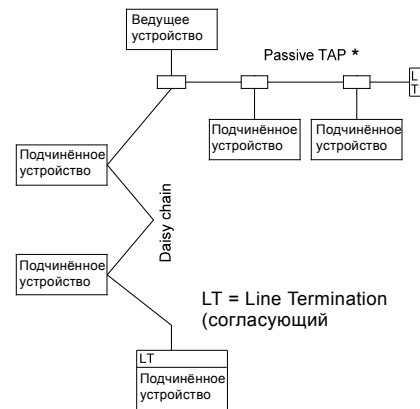 Ведущее
устройство
Passive TAP *
L
T
Подчинённое
устройство
Подчинённое
устройство
Подчинённое
устройство
Daisy chain
Подчинённое
устройство
LT = Line Termination
(согласующий
LT
Подчинённое
устройство